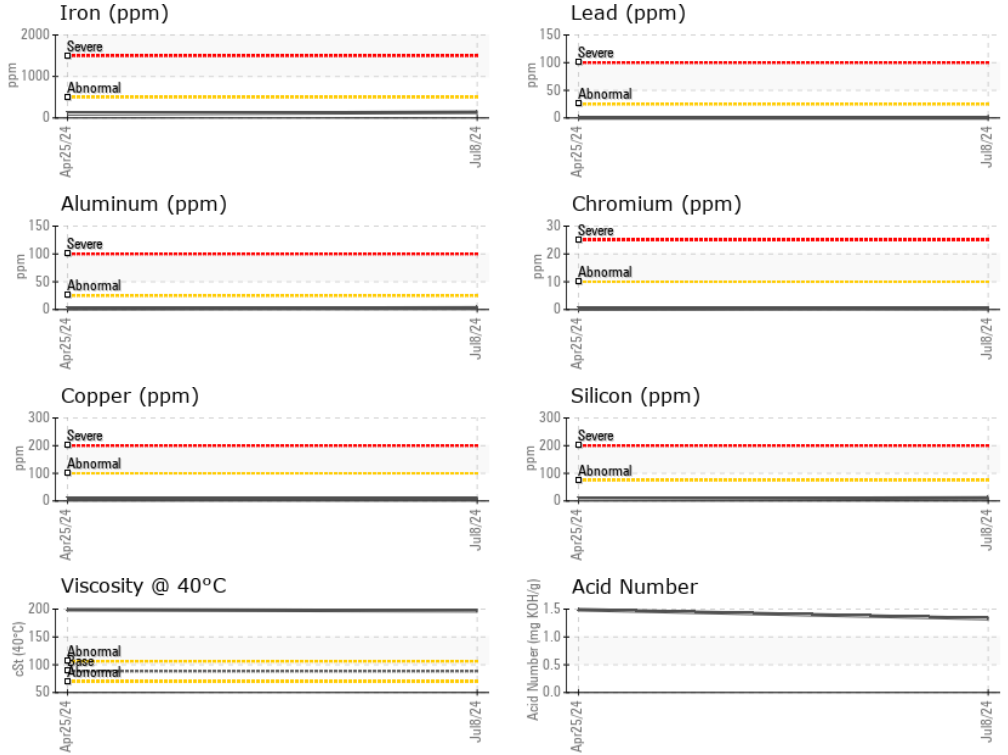 Iron (ppm)
2000
1000
0
ppm
Severe
Abnormal
Apr25/24
Jul8/24
Lead (ppm)
150
100
50
0
ppm
Severe
Abnormal
Apr25/24
Jul8/24
Aluminum (ppm)
150
100
50
0
ppm
Severe
Abnormal
Apr25/24
Jul8/24
Chromium (ppm)
30
20
10
0
ppm
Severe
Abnormal
Apr25/24
Jul8/24
Copper (ppm)
300
200
100
0
ppm
Severe
Abnormal
Apr25/24
Jul8/24
Silicon (ppm)
300
200
100
0
ppm
Severe
Abnormal
Apr25/24
Jul8/24
Viscosity @ 40°C
200
150
100
50
cSt (40°C)
Abnormal
Base
Abnormal
Apr25/24
Jul8/24
Acid Number
1.5
1.0
0.5
0.0
Acid Number (mg KOH/g)
Apr25/24
Jul8/24